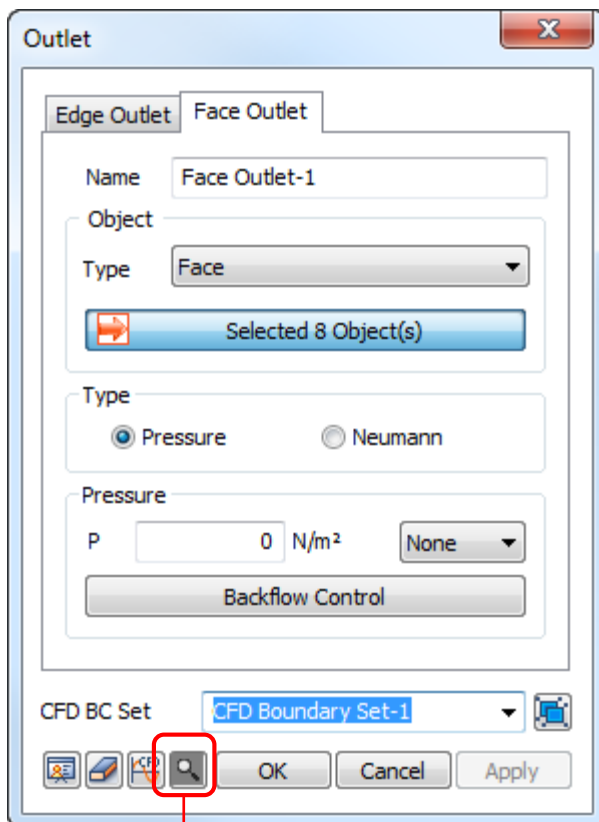 Outlet
Edge Outlet Face Outlet
Name Face Outlet-1
Object
Type Face
Selected 8 Object(s)
Type
Pressure Neumann
Pressure
P 0 N/m² None
Backflow Control
CFD BC Set CFD Boundary Set-1
CFD OK Cancel Apply